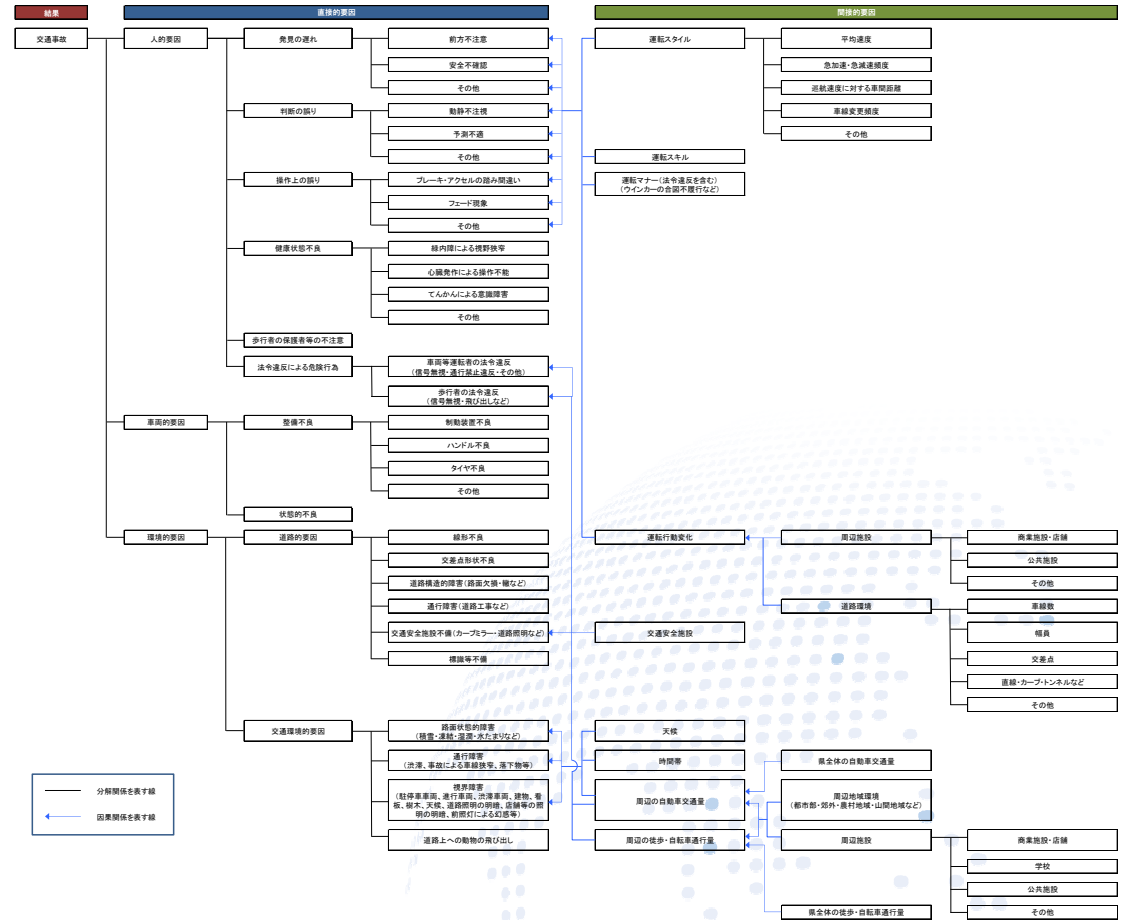 結果
直接的要因
間接的要因
交通事故
人的要因
発見の遅れ
前方不注意
安全不確認
その他
判断の誤り
動静不注視
予測不適
その他
操作上の誤り
ブレーキ・アクセルの踏み間違い
フェード現象
その他
健康状態不良
緑内障による視野狭窄
心臓発作による操作不能
てんかんによる意識障害
その他
歩行者の保護者等の不注意
法令違反による危険行為
車両等運転者の法令違反
(信号無視・通行禁止違反・その他)
歩行者の法令違反
(信号無視・飛び出しなど)
車両的要因
整備不良
制動装置不良
ハンドル不良
タイヤ不良
その他
状態的不良
環境的要因
道路的要因
線形不良
交差点形状不良
道路構造的障害(路面欠損・轍など)
通行障害(道路工事など)
交通安全施設不備(カーブミラー・道路照明など)
標識等不備
交通環境的要因
路面状態的障害
(積雪・凍結・湿潤・水たまりなど)
通行障害
(渋滞、事故による車線狭窄、落下物等)
視界障害
(駐停車車両、進行車両、渋滞車両、建物、看
板、樹木、天候、道路照明の明暗、店舗等の照
明の明暗、前照灯による幻惑等)
道路上への動物の飛び出し
運転スタイル
平均速度
急加速・急減速頻度
巡航速度に対する車間距離
車線変更頻度
その他
運転スキル
運転マナー(法令違反を含む)
(ウインカーの合図不履行など)
運転行動変化
周辺施設
商業施設・店舗
公共施設
その他
道路環境
車線数
幅員
交差点
直線・カーブ・トンネルなど
その他
交通安全施設
天候
時間帯
周辺の自動車交通量
周辺の徒歩・自転車通行量
県全体の自動車交通量
周辺地域環境
(都市部・郊外・農村地域・山間地域など)
周辺施設
商業施設・店舗
学校
公共施設
その他
県全体の徒歩・自転車通行量
分解関係を表す線
因果関係を表す線